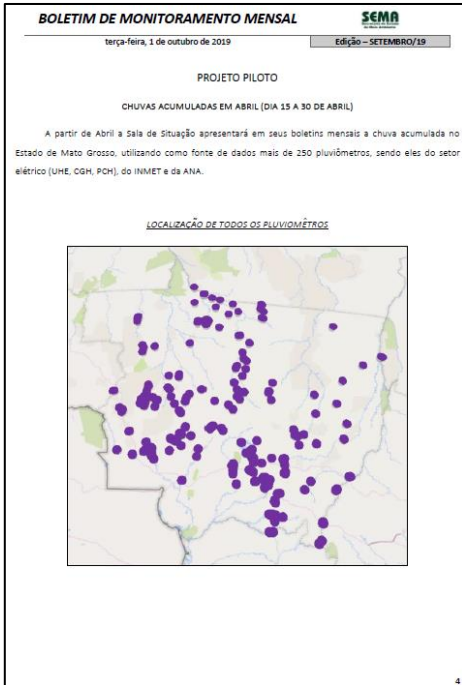 BOLETIM DE MONITORAMENTO MENSAL
SEMA
terça-feira, 1 de outubro de 2019
Edição – SETEMBRO/19
PROJETO PILOTO
CHUVAS ACUMULADAS EM ABRIL (DIA 15 A 30 DE ABRIL)
A partir de Abril a Sala de Situação apresentará em seus boletins mensais a chuva acumulada no
Estado de Mato Grosso, utilizando como fonte de dados mais de 250 pluviômetros, sendo eles do setor
elétrico (UHE, CGH, PCH), do INMET e da ANA.
LOCALIZAÇÃO DE TODOS OS PLUVIOMÊTROS
4